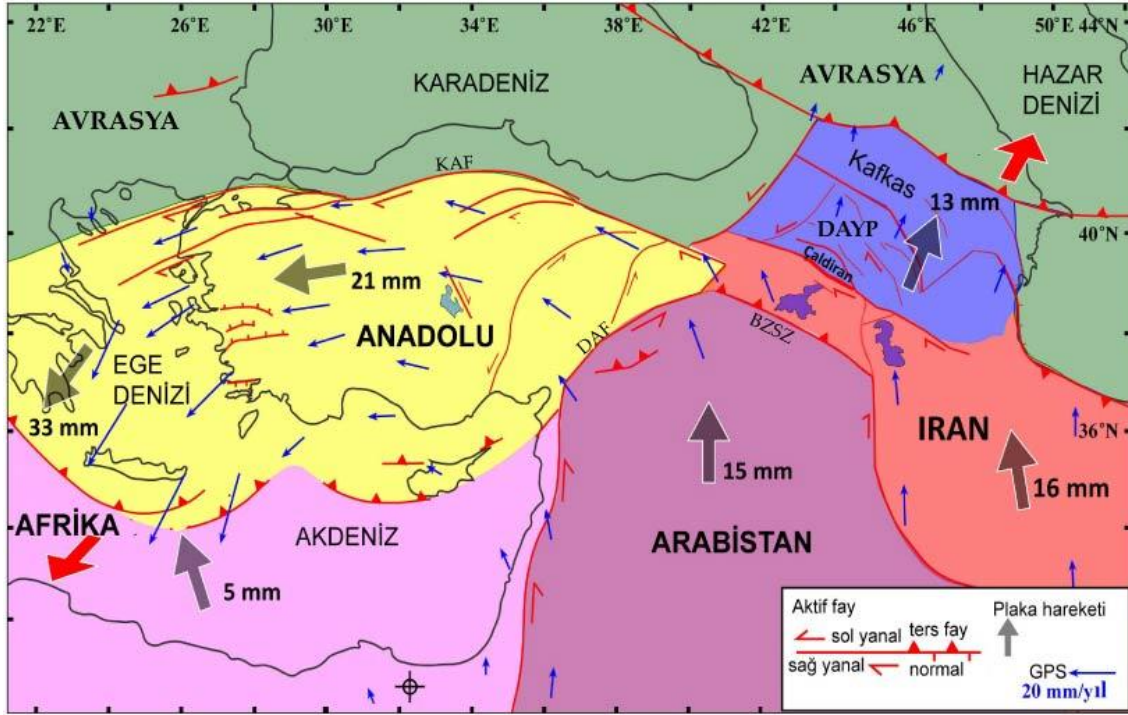 22°E
26°E
30°E
34°E
38°E
42°E
46°E
50°E 44°N
KARADENİZ
AVRASYA
HAZAR
DENİZİ
AVRASYA
KAF
Kafkas
13 mm
DAYP
40°N
Çaldiran
21 mm
ANADOLU
DAF
BZSZ
EGE
DENİZİ
33 mm
IRAN
36°N
15 mm
16 mm
AFRİKA
AKDENİZ
ARABİSTAN
5 mm
Aktif fay
Plaka hareketi
sol yanal
ters fay
sağ yanal
normal
GPS
20 mm/yıl